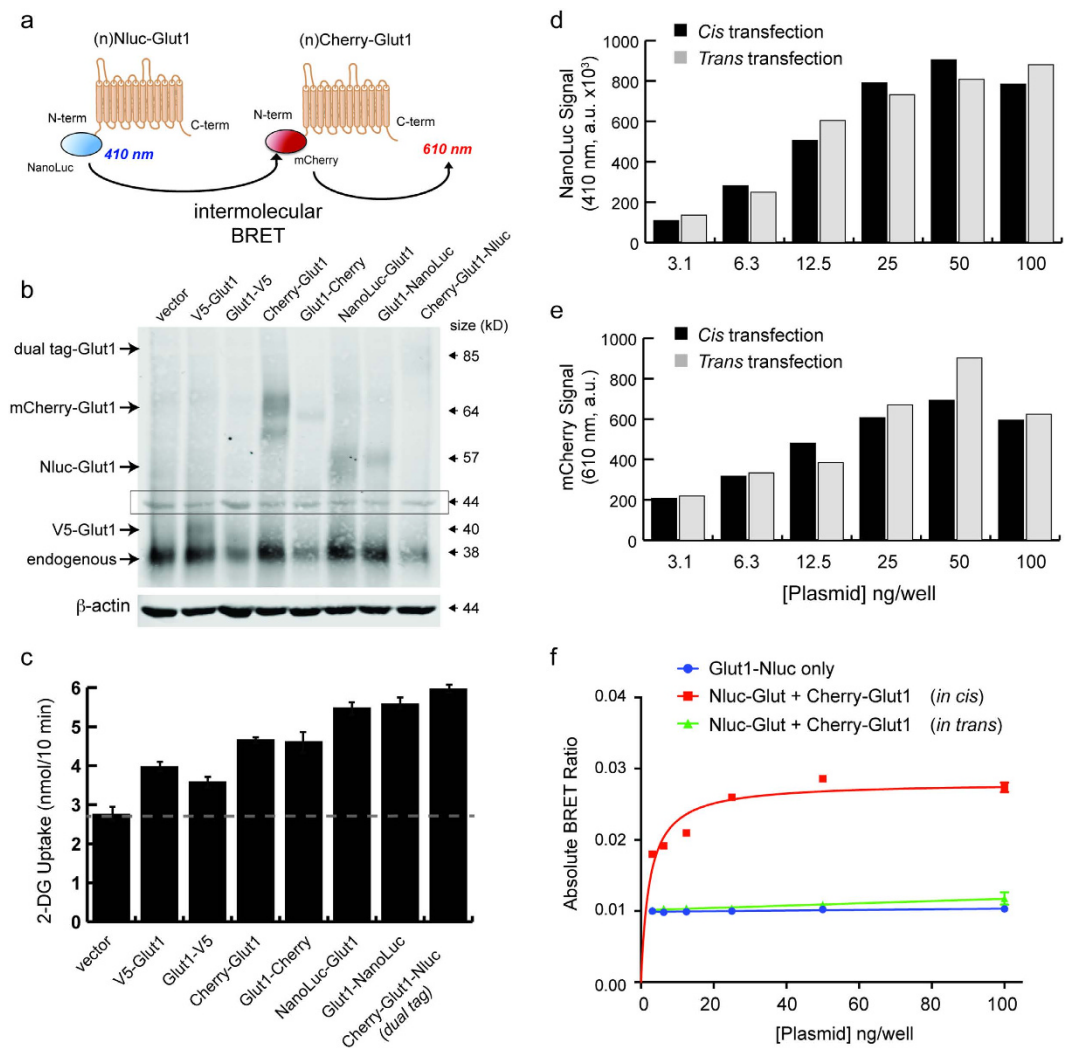 a
(n)Nluc-Glut1
(n)Cherry-Glut1
N-term
C-term
NanoLuc
410 nm
N-term
C-term
mCherry
610 nm
intermolecular
BRET
b
vector
V5-Glut1
Glut1-V5
Cherry-Glut1
Glut1-Cherry
NanoLuc-Glut1
Glut1-NanoLuc
Cherry-Glut1-Nluc
size (kD)
dual tag-Glut1
mCherry-Glut1
Nluc-Glut1
V5-Glut1
endogenous
85
64
57
44
40
38
β-actin
44
c
2-DG Uptake (nmol/10 min)
6
5
4
3
2
1
0
vector
V5-Glut1
Glut1-V5
Cherry-Glut1
Glut1-Cherry
NanoLuc-Glut1
Glut1-NanoLuc
Cherry-Glut1-Nluc
(dual tag)
d
Cis transfection
Trans transfection
NanoLuc Signal
(410 nm, a.u. x10³)
1000
800
600
400
200
0
3.1 6.3 12.5 25 50 100
e
Cis transfection
Trans transfection
mCherry Signal
(610 nm, a.u.)
1000
800
600
400
200
0
3.1 6.3 12.5 25 50 100
[Plasmid] ng/well
f
Glut1-Nluc only
Nluc-Glut + Cherry-Glut1 (in cis)
Nluc-Glut + Cherry-Glut1 (in trans)
Absolute BRET Ratio
0.04
0.03
0.02
0.01
0.00
0 20 40 60 80 100
[Plasmid] ng/well